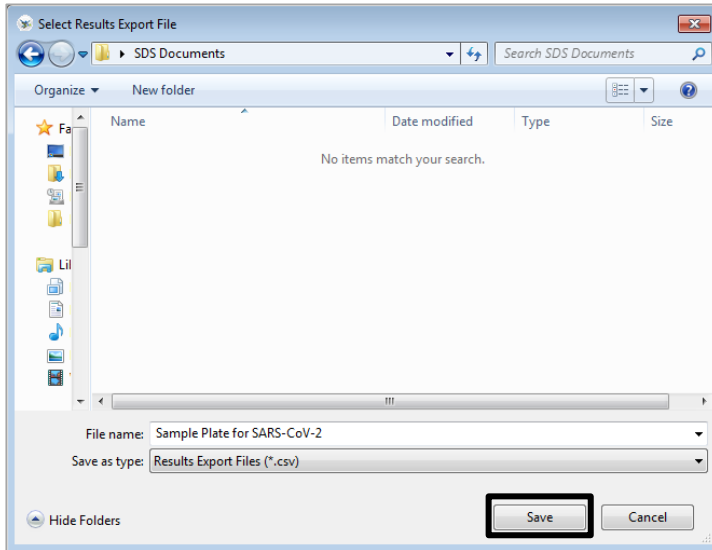 Select Results Export File
SDS Documents
Search SDS Documents
Organize
New folder
Name
Date modified
Type
Size
Fa
No items match your search.
Lil
File name: Sample Plate for SARS-CoV-2
Save as type: Results Export Files (*.csv)
Hide Folders
Save
Cancel